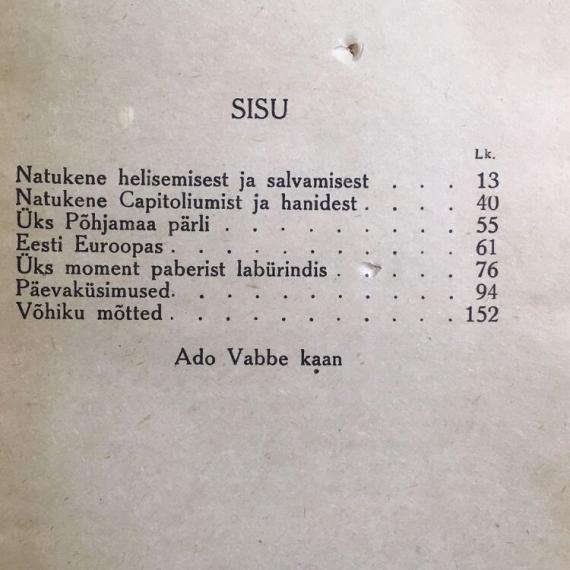 SISU
Lk.
Natukene helisemisest ja salvamisest . . . 13
Natukene Capitoliumist ja hanidest . . . . 40
Üks Põhjamaa pärli . . . . . . . . . 55
Eesti Euroopas . . . . . . . . . . . 61
Üks moment paberist labürindis . . . . . 76
Päevaküsimused. . . . . . . . . . . 94
Võhiku mõtted . . . . . . . . . . . 152
Ado Vabbe kaan